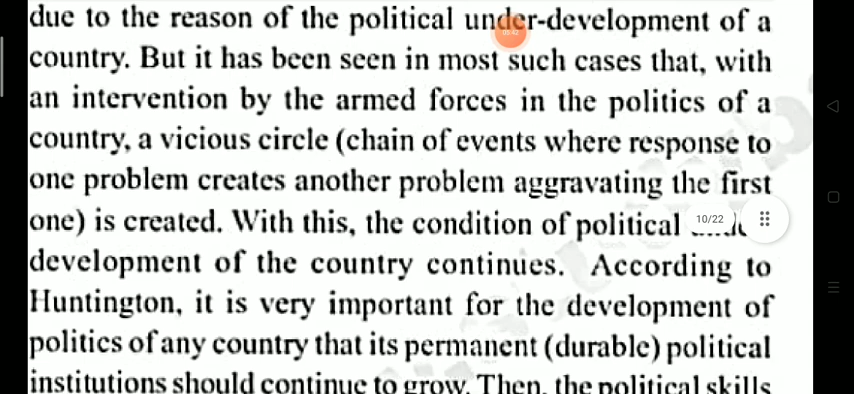 due to the reason of the political under-development of a
country. But it has been seen in most such cases that, with
an intervention by the armed forces in the politics of a
country, a vicious circle (chain of events where response to
one problem creates another problem aggravating the first
one) is created. With this, the condition of political
10/22
development of the country continues. According to
Huntington, it is very important for the development of
politics of any country that its permanent (durable) political
institutions should continue to grow. Then, the political skills